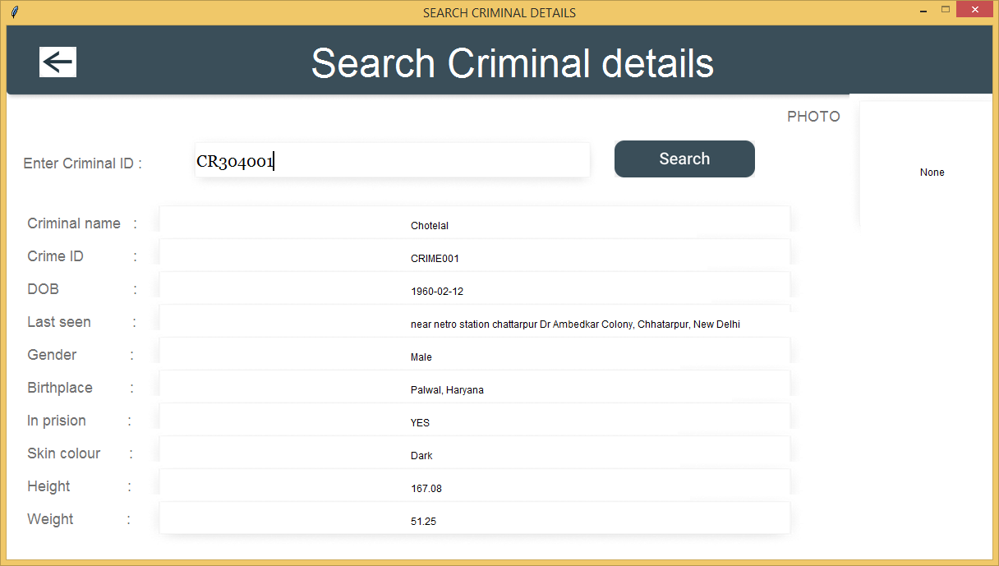 SEARCH CRIMINAL DETAILS
Search Criminal details
PHOTO
Enter Criminal ID : CR304001 Search
None
Criminal name : Chotelal
Crime ID : CRIME001
DOB : 1960-02-12
Last seen : near netro station chattarpur Dr Ambedkar Colony, Chhatarpur, New Delhi
Gender : Male
Birthplace : Palwal, Haryana
In prision : YES
Skin colour : Dark
Height : 167.08
Weight : 51.25